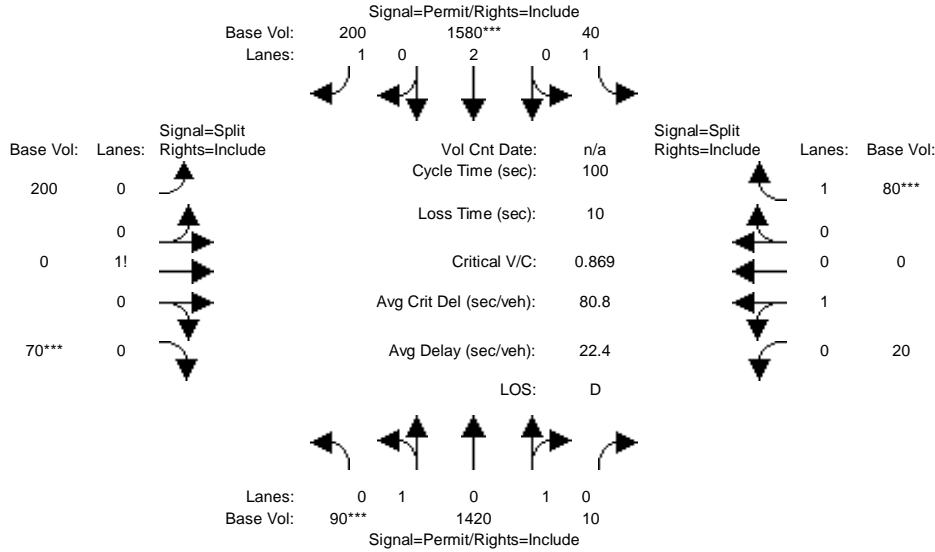 Signal=Permit/Rights=Include
Base Vol: 200 1580*** 40
Lanes: 1 0 2 0 1
Signal=Split
Base Vol: Lanes: Rights=Include
200 0
0
0 1!
0
70*** 0
Vol Cnt Date: n/a
Cycle Time (sec): 100
Loss Time (sec): 10
Critical V/C: 0.869
Avg Crit Del (sec/veh): 80.8
Avg Delay (sec/veh): 22.4
LOS: D
Signal=Split
Rights=Include Lanes: Base Vol:
1 80***
0
0 0
1
0 20
Lanes: 0 1 0 1 0
Base Vol: 90*** 1420 10
Signal=Permit/Rights=Include